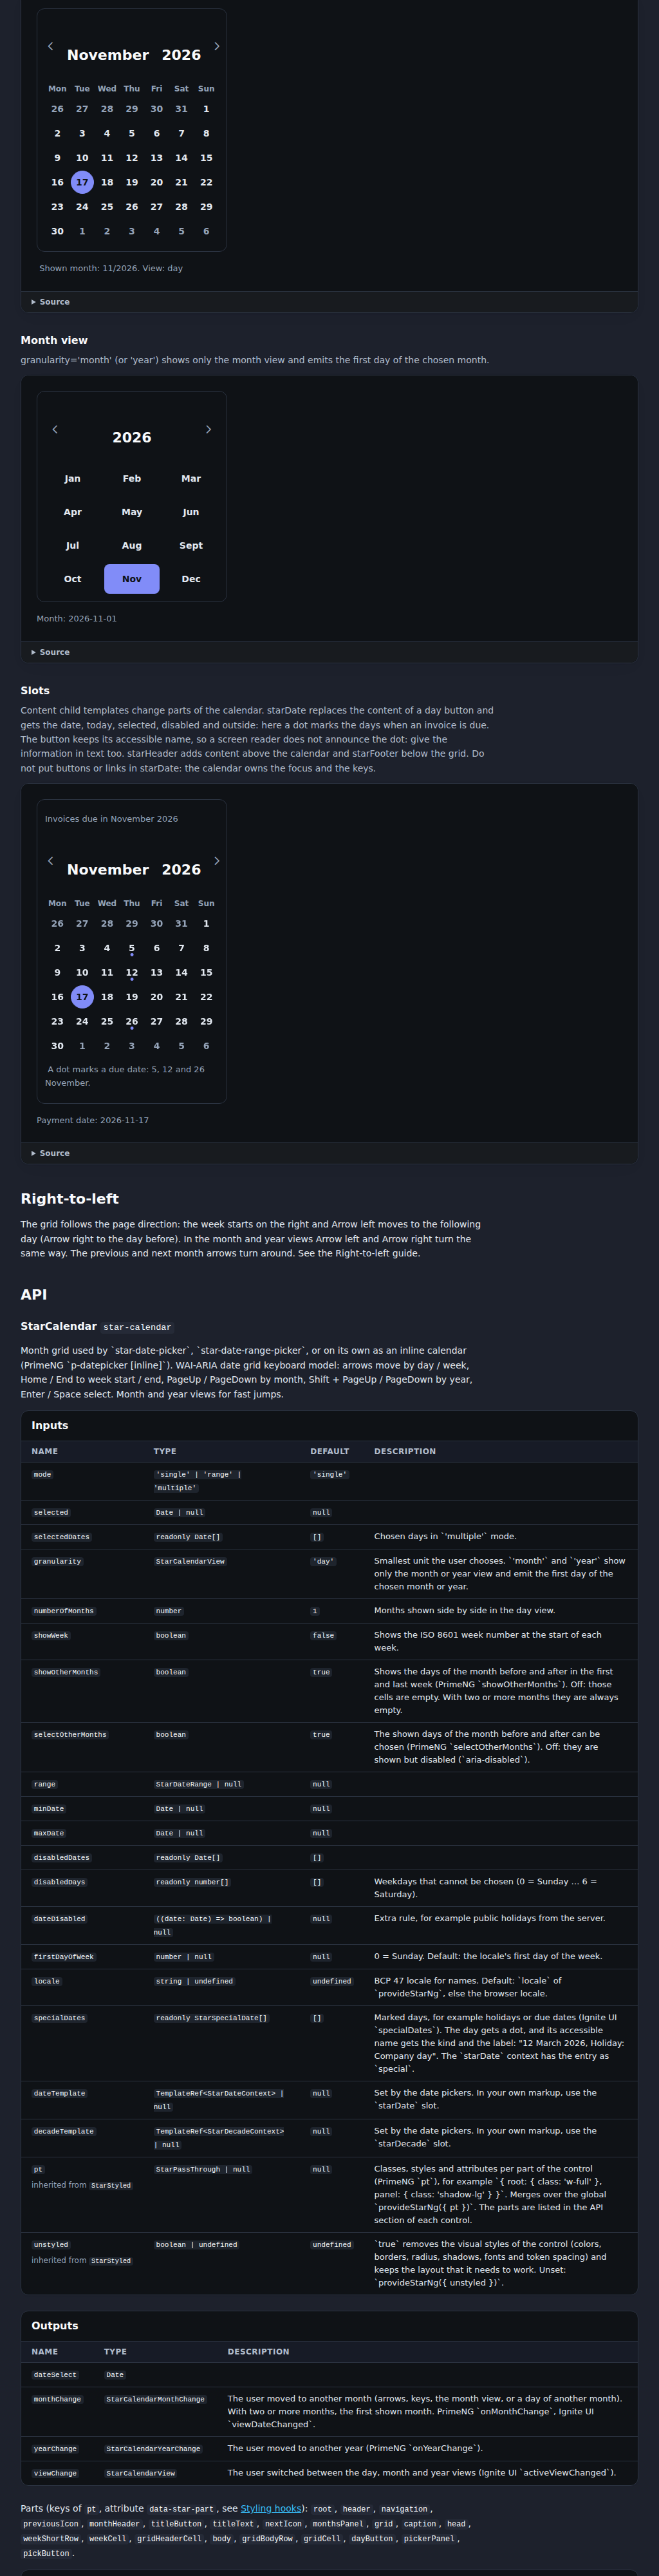 November 2026
Mon Tue Wed Thu Fri Sat Sun
26 27 28 29 30 31 1
2 3 4 5 6 7 8
9 10 11 12 13 14 15
16 17 18 19 20 21 22
23 24 25 26 27 28 29
30 1 2 3 4 5 6
Shown month: 11/2026. View: day
Source
Month view
granularity='month' (or 'year') shows only the month view and emits the first day of the chosen month.
2026
Jan Feb Mar
Apr May Jun
Jul Aug Sept
Oct Nov Dec
Month: 2026-11-01
Source
Slots
Content child templates change parts of the calendar. starDate replaces the content of a day button and
gets the date, today, selected, disabled and outside: here a dot marks the days when an invoice is due.
The button keeps its accessible name, so a screen reader does not announce the dot: give the
information in text too. starHeader adds content above the calendar and starFooter below the grid. Do
not put buttons or links in starDate: the calendar owns the focus and the keys.
Invoices due in November 2026
November 2026
Mon Tue Wed Thu Fri Sat Sun
26 27 28 29 30 31 1
2 3 4 5 6 7 8
9 10 11 12 13 14 15
16 17 18 19 20 21 22
23 24 25 26 27 28 29
30 1 2 3 4 5 6
A dot marks a due date: 5, 12 and 26
November.
Payment date: 2026-11-17
Source
Right-to-left
The grid follows the page direction: the week starts on the right and Arrow left moves to the following
day (Arrow right to the day before). In the month and year views Arrow left and Arrow right turn the
same way. The previous and next month arrows turn around. See the Right-to-left guide.
API
StarCalendar star-calendar
Month grid used by `star-date-picker`, `star-date-range-picker`, or on its own as an inline calendar
(PrimeNG `p-datepicker [inline]`). WAI-ARIA date grid keyboard model: arrows move by day / week,
Home / End to week start / end, PageUp / PageDown by month, Shift + PageUp / PageDown by year,
Enter / Space select. Month and year views for fast jumps.
Inputs
NAME TYPE DEFAULT DESCRIPTION
mode 'single' | 'range' | 'single'
'multiple'
selected Date | null null
selectedDates readonly Date[] [] Chosen days in `'multiple'` mode.
granularity StarCalendarView 'day' Smallest unit the user chooses. `'month'` and `'year'` show
only the month or year view and emit the first day of the
chosen month or year.
numberOfMonths number 1 Months shown side by side in the day view.
showWeek boolean false Shows the ISO 8601 week number at the start of each
week.
showOtherMonths boolean true Shows the days of the month before and after in the first
and last week (PrimeNG `showOtherMonths`). Off: those
cells are empty. With two or more months they are always
empty.
selectOtherMonths boolean true The shown days of the month before and after can be
chosen (PrimeNG `selectOtherMonths`). Off: they are
shown but disabled (`aria-disabled`).
range StarDateRange | null null
minDate Date | null null
maxDate Date | null null
disabledDates readonly Date[] []
disabledDays readonly number[] [] Weekdays that cannot be chosen (0 = Sunday … 6 =
Saturday).
dateDisabled ((date: Date) => boolean) | null Extra rule, for example public holidays from the server.
null
firstDayOfWeek number | null null 0 = Sunday. Default: the locale's first day of the week.
locale string | undefined undefined BCP 47 locale for names. Default: `locale` of
`provideStarNg`, else the browser locale.
specialDates readonly StarSpecialDate[] [] Marked days, for example holidays or due dates (Ignite UI
`specialDates`). The day gets a dot, and its accessible
name gets the kind and the label: "12 March 2026, Holiday:
Company day". The `starDate` context has the entry as
`special`.
dateTemplate TemplateRef<StarDateContext> | null Set by the date pickers. In your own markup, use the
null `starDate` slot.
decadeTemplate TemplateRef<StarDecadeContext> null Set by the date pickers. In your own markup, use the
| null `starDecade` slot.
pt StarPassThrough | null null Classes, styles and attributes per part of the control
inherited from StarStyled (PrimeNG `pt`), for example `{ root: { class: 'w-full' },
panel: { class: 'shadow-lg' } }`. Merges over the global
`provideStarNg({ pt })`. The parts are listed in the API
section of each control.
unstyled boolean | undefined undefined `true` removes the visual styles of the control (colors,
inherited from StarStyled borders, radius, shadows, fonts and token spacing) and
keeps the layout that it needs to work. Unset:
`provideStarNg({ unstyled })`.
Outputs
NAME TYPE DESCRIPTION
dateSelect Date
monthChange StarCalendarMonthChange The user moved to another month (arrows, keys, the month view, or a day of another month).
With two or more months, the first shown month. PrimeNG `onMonthChange`, Ignite UI
`viewDateChanged`.
yearChange StarCalendarYearChange The user moved to another year (PrimeNG `onYearChange`).
viewChange StarCalendarView The user switched between the day, month and year views (Ignite UI `activeViewChanged`).
Parts (keys of pt, attribute data-star-part, see Styling hooks): root, header, navigation,
previousIcon, monthHeader, titleButton, titleText, nextIcon, monthsPanel, grid, caption, head,
weekShortRow, weekCell, gridHeaderCell, body, gridBodyRow, gridCell, dayButton, pickerPanel,
pickButton.